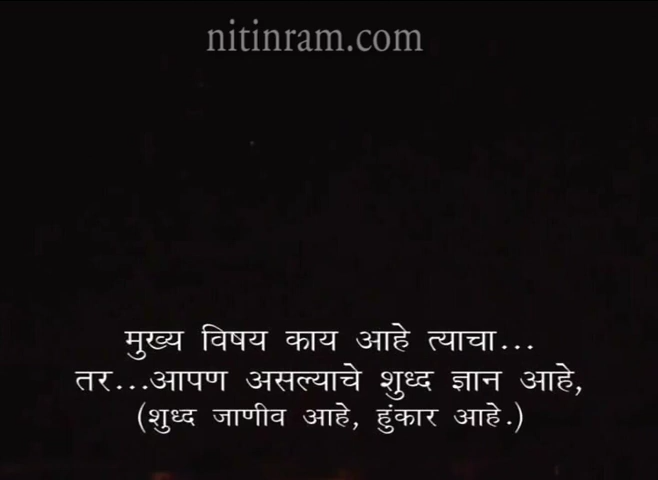 nitinram.com
मुख्य विषय काय आहे त्याचा...
तर...आपण असल्याचे शुध्द ज्ञान आहे,
(शुध्द जाणीव आहे, हुंकार आहे.)